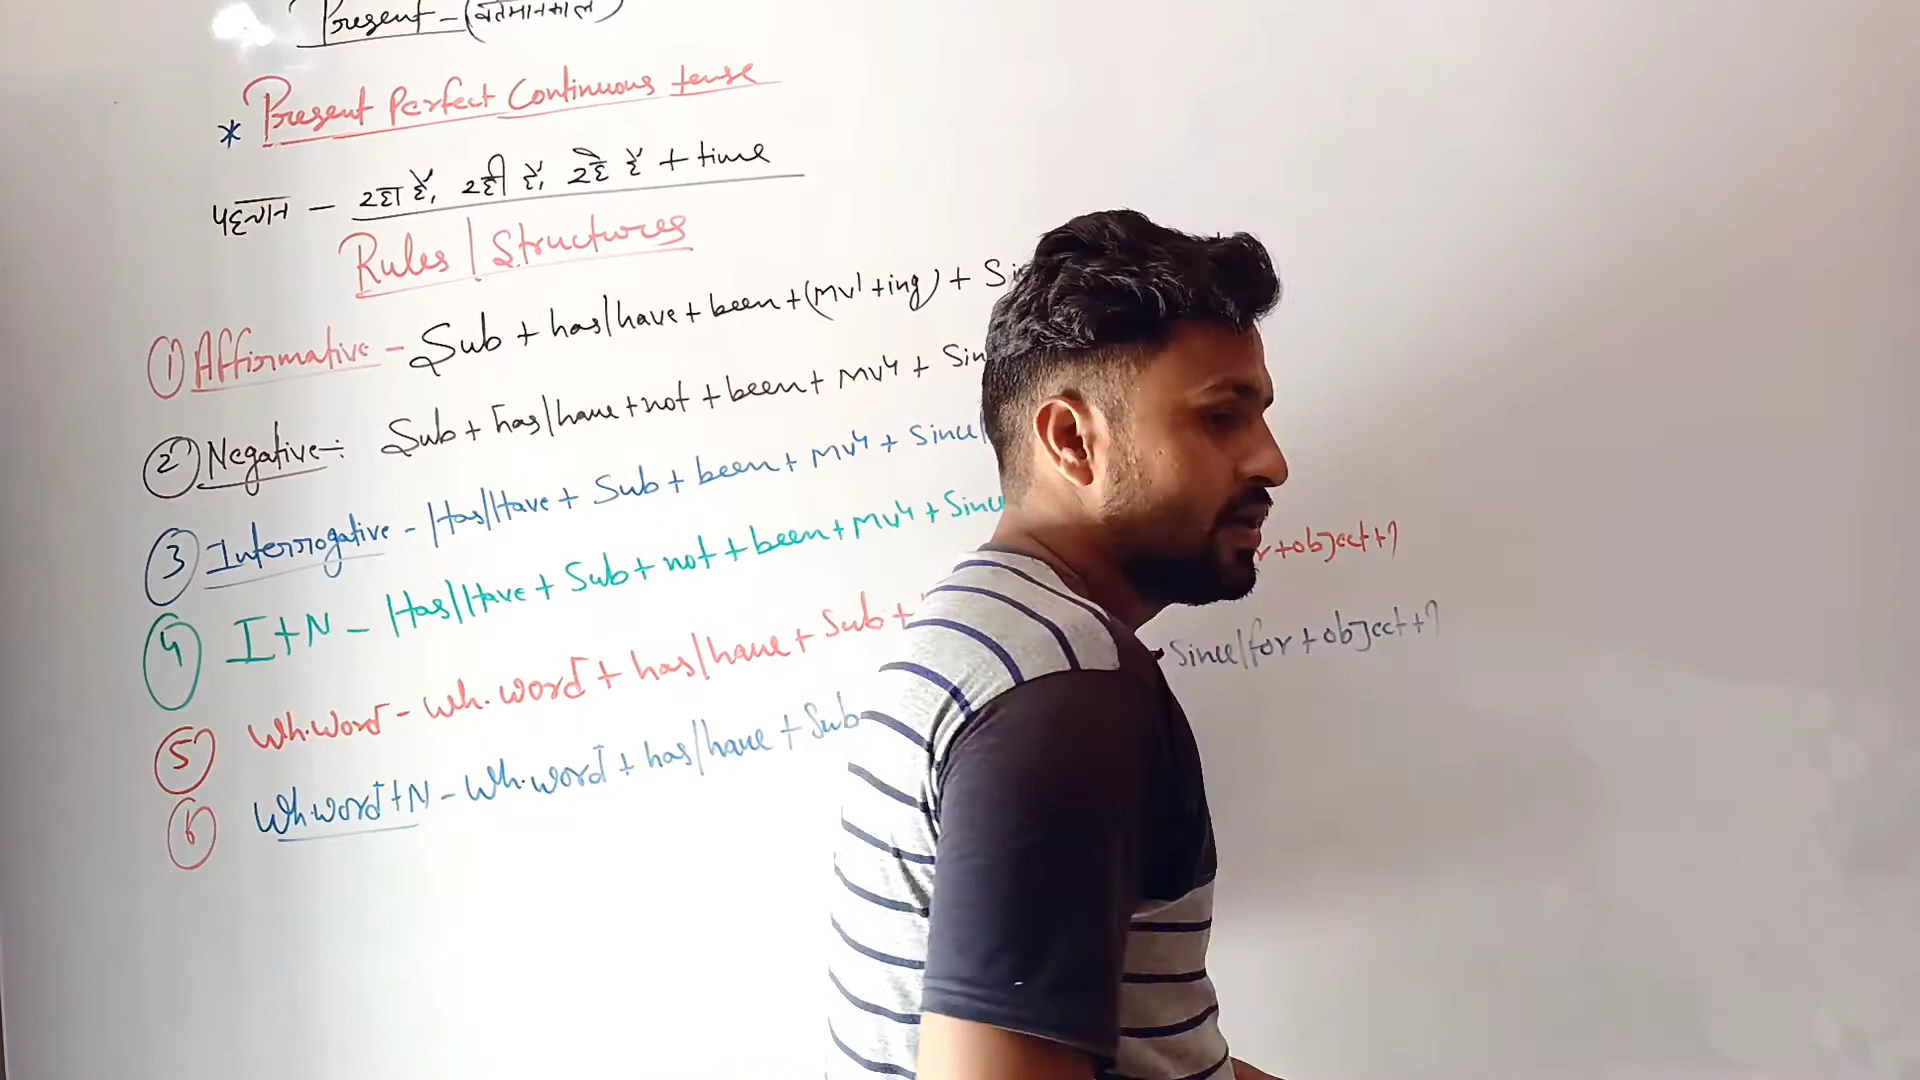 Present - (वर्तमानकाल)
* Present Perfect Continuous tense
पहचान - रहा है, रही है, रहे हैं + time
Rules | Structures
① Affirmative - Sub + has/have + been + (mv¹ + ing) + Si
② Negative -: Sub + has/have + not + been + mv4 + Sin
③ Interrogative - Has/Have + Sub + been + mv4 + Since/
④ I + N - Has/Have + Sub + not + been + mv4 + Since
⑤ Wh.word - Wh. word + has/have + Sub + r + object + ?
⑥ Wh.word + N - Wh.word + has/have + Sub Since/for + object + ?